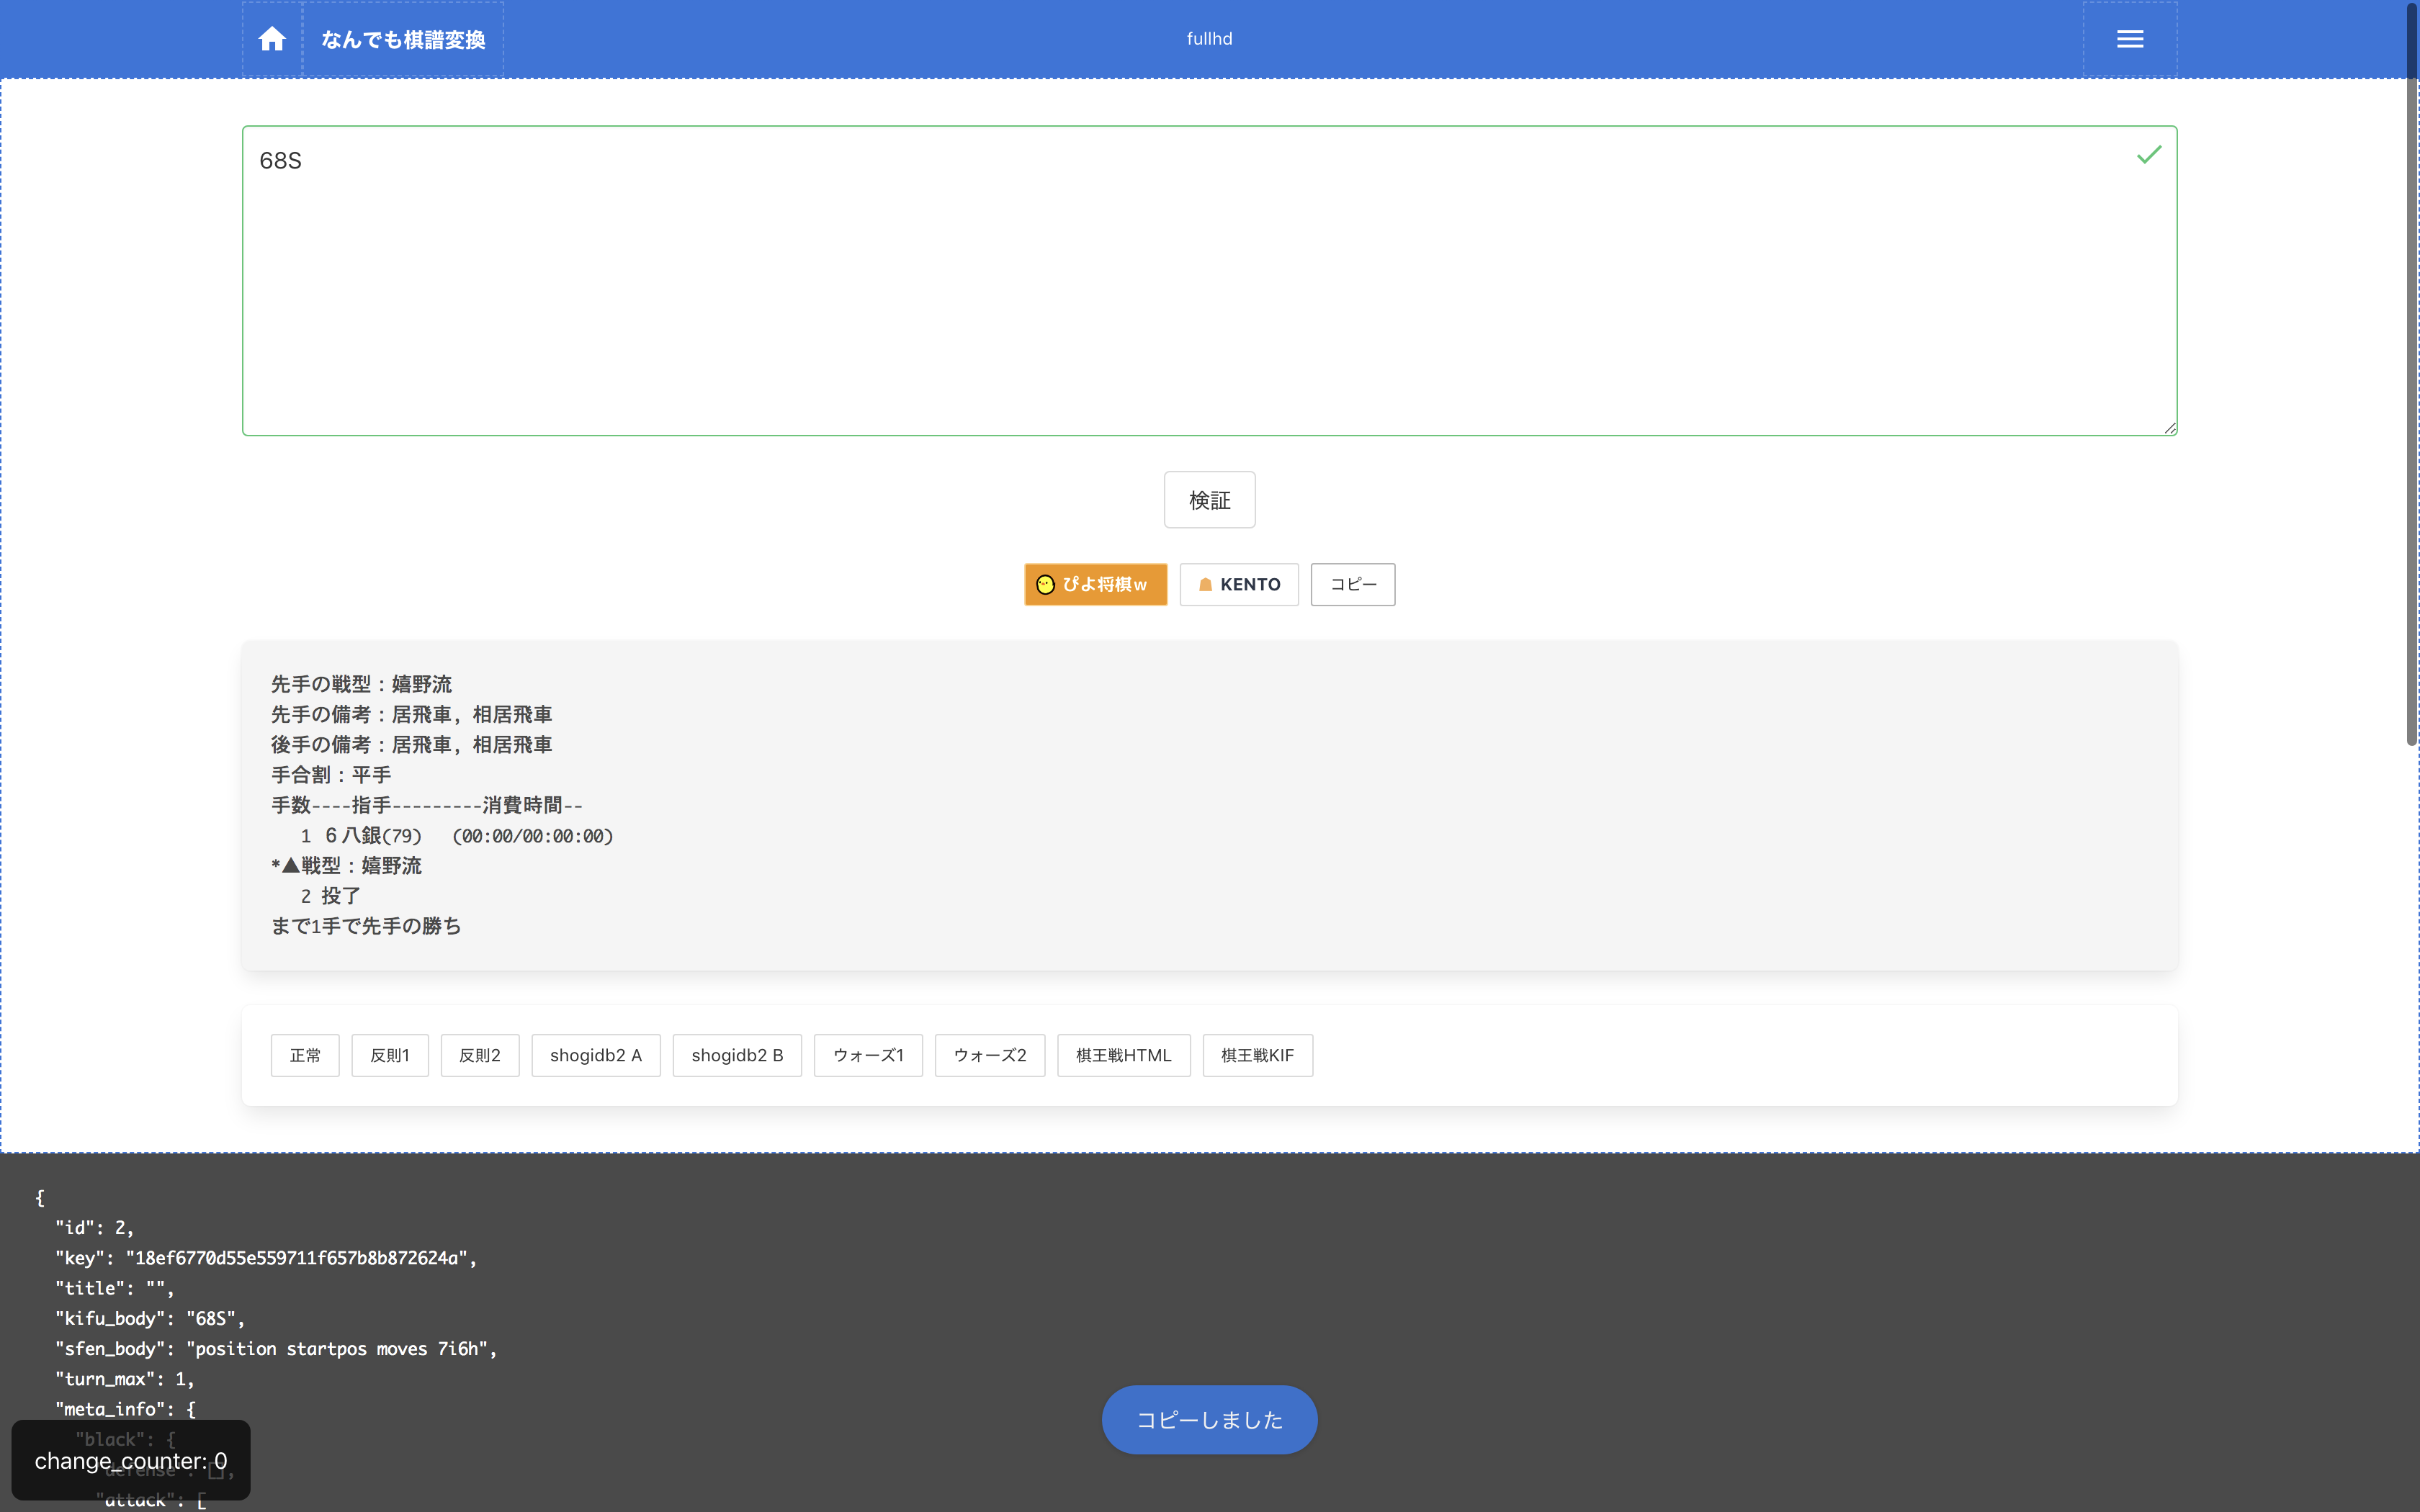 なんでも棋譜変換
fullhd
68S
検証
ぴよ将棋w
KENTO
コピー
先手の戦型：嬉野流
先手の備考：居飛車, 相居飛車
後手の備考：居飛車, 相居飛車
手合割：平手
手数----指手---------消費時間--
1 ６八銀(79) (00:00/00:00:00)
*▲戦型：嬉野流
2 投了
まで1手で先手の勝ち
正常
反則1
反則2
shogidb2 A
shogidb2 B
ウォーズ1
ウォーズ2
棋王戦HTML
棋王戦KIF
{
"id": 2,
"key": "18ef6770d55e559711f657b8b872624a",
"title": "",
"kifu_body": "68S",
"sfen_body": "position startpos moves 7i6h",
"turn_max": 1,
"meta_info": {
"black": {
"defense": [],
"attack": [
change_counter: 0
コピーしました